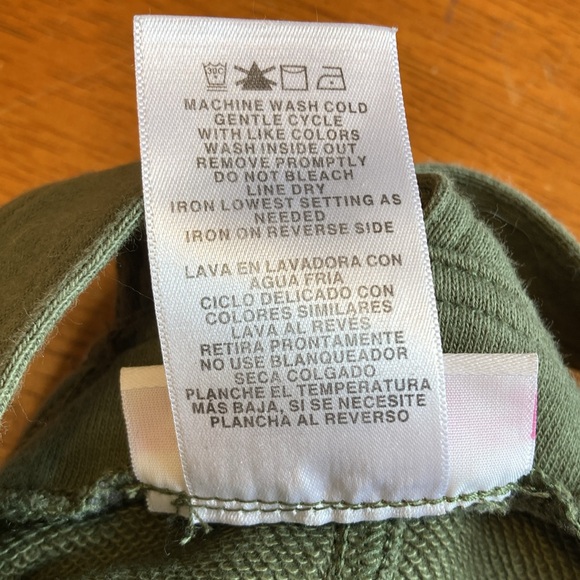 MACHINE WASH COLD
GENTLE CYCLE
WITH LIKE COLORS
WASH INSIDE OUT
REMOVE PROMPTLY
DO NOT BLEACH
LINE DRY
IRON LOWEST SETTING AS
NEEDED
IRON ON REVERSE SIDE
LAVA EN LAVADORA CON
AGUA FRIA
CICLO DELICADO CON
COLORES SIMILARES
LAVA AL REVÉS
RETIRA PRONTAMENTE
NO USE BLANQUEADOR
SECA COLGADO
PLANCHE EL TEMPERATURA
MÁS BAJA, SI SE NECESITE
PLANCHA AL REVERSO